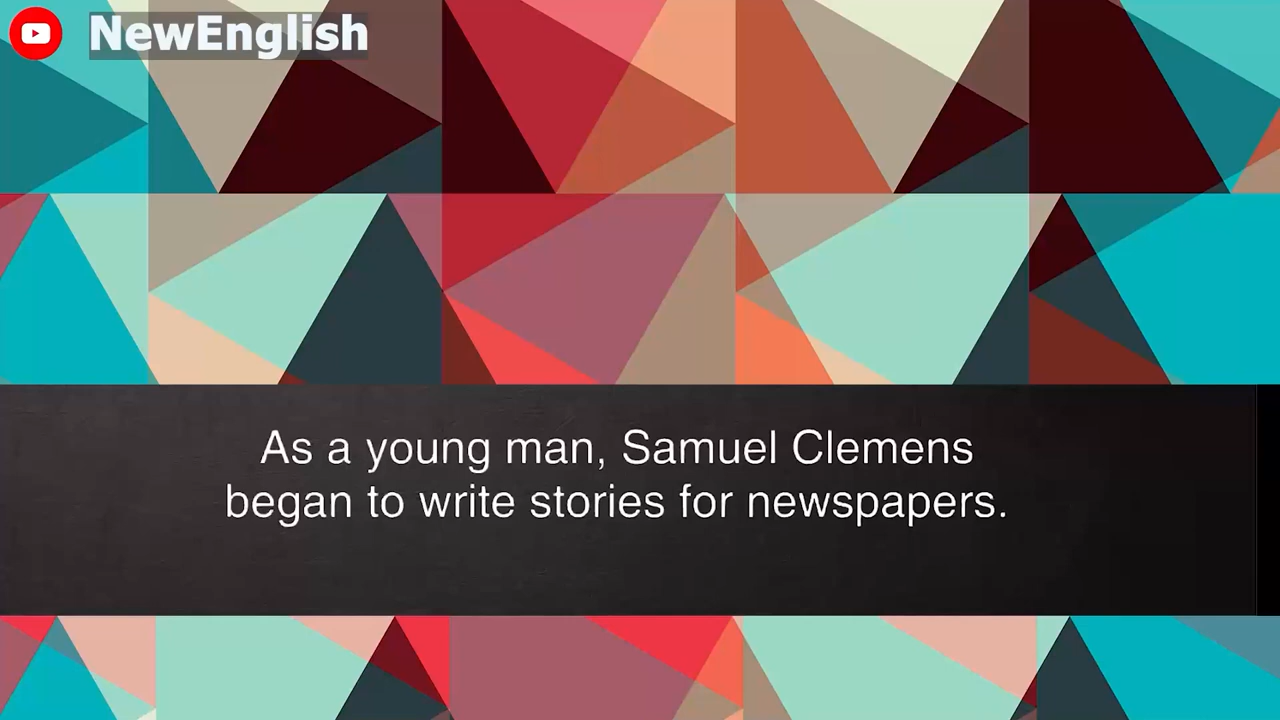 NewEnglish
As a young man, Samuel Clemens
began to write stories for newspapers.